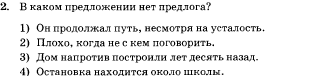 2. В каком предложении нет предлога?
1) Он продолжал путь, несмотря на усталость.
2) Плохо, когда не с кем поговорить.
3) Дом напротив построили лет десять назад.
4) Остановка находится около школы.